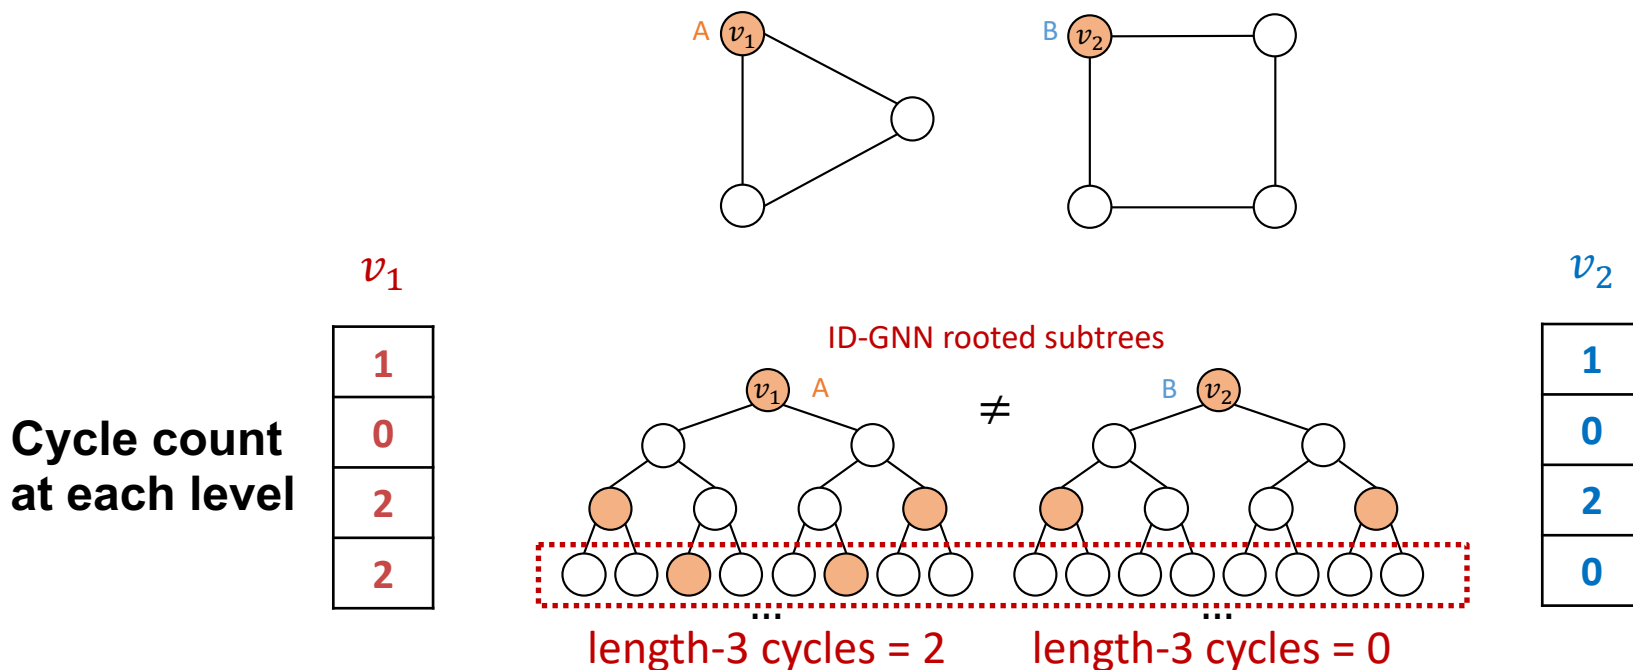 A v₁
B v₂
v₁
v₂
ID-GNN rooted subtrees
v₁ A
≠
B v₂
Cycle count
at each level
1
0
2
2
1
0
2
0
...
...
length-3 cycles = 2
length-3 cycles = 0